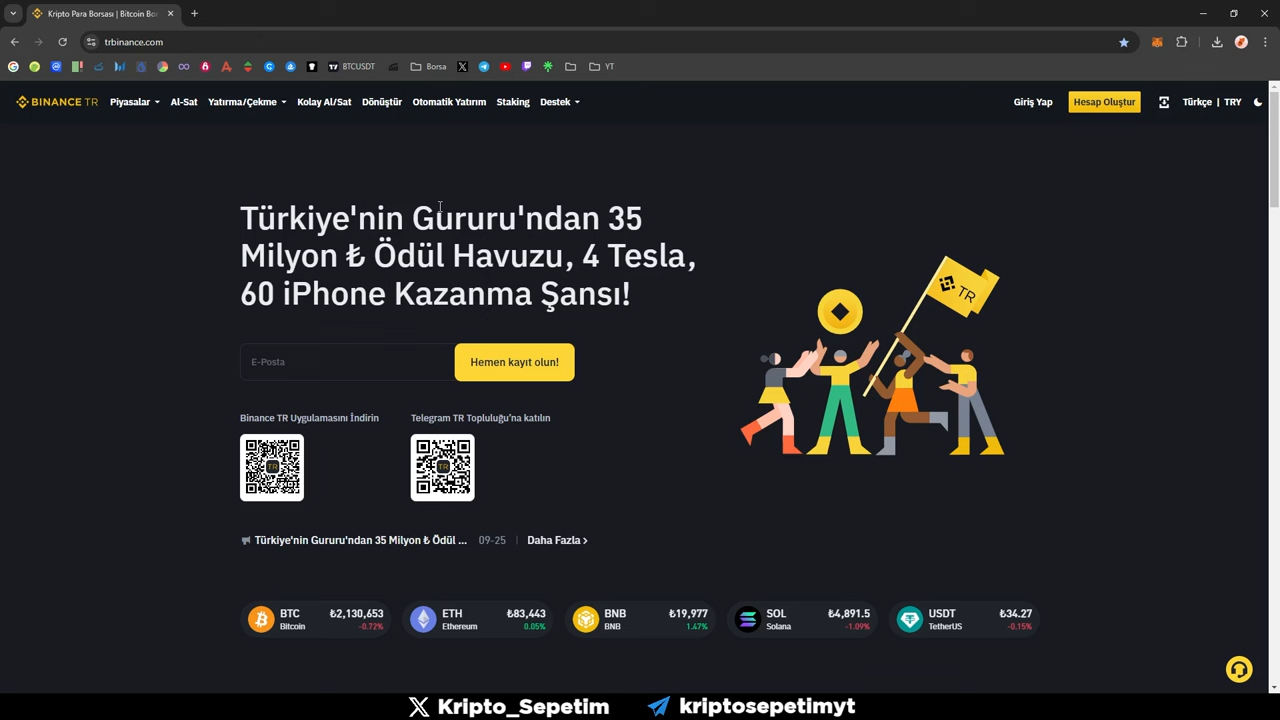 Kripto Para Borsası | Bitcoin Bor
trbinance.com
BTCUSDT
Borsa
YT
BINANCE TR
Piyasalar
Al-Sat
Yatırma/Çekme
Kolay Al/Sat
Dönüştür
Otomatik Yatırım
Staking
Destek
Giriş Yap
Hesap Oluştur
Türkçe | TRY
Türkiye'nin Gururu'ndan 35
Milyon ₺ Ödül Havuzu, 4 Tesla,
60 iPhone Kazanma Şansı!
E-Posta
Hemen kayıt olun!
TR
Binance TR Uygulamasını İndirin
Telegram TR Topluluğu'na katılın
TR
TR
Türkiye'nin Gururu'ndan 35 Milyon ₺ Ödül ...
09-25
Daha Fazla
BTC ₺2,130,653
Bitcoin -0.72%
ETH ₺83,443
Ethereum 0.05%
BNB ₺19,977
BNB 1.47%
SOL ₺4,891.5
Solana -1.09%
USDT ₺34.27
TetherUS -0.15%
Kripto_Sepetim
kriptosepetimyt